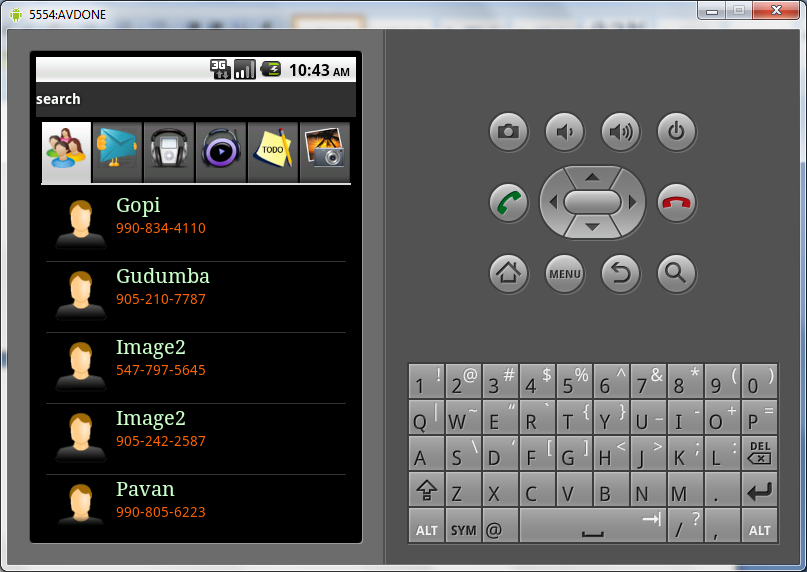 5554:AVDONE
3G 10:43 AM
search
TODO
Gopi
990-834-4110
Gudumba
905-210-7787
Image2
547-797-5645
Image2
905-242-2587
Pavan
990-805-6223
MENU
1 ! 2 @ 3 # 4 $ 5 % 6 ^ 7 & 8 * 9 ( 0 )
Q | W ~ E “ R ` T { Y } U _ I - O + P =
A S \ D ‘ F [ G ] H < J > K ; L : DEL
Z X C V B N M .
ALT SYM @ / ? , ALT